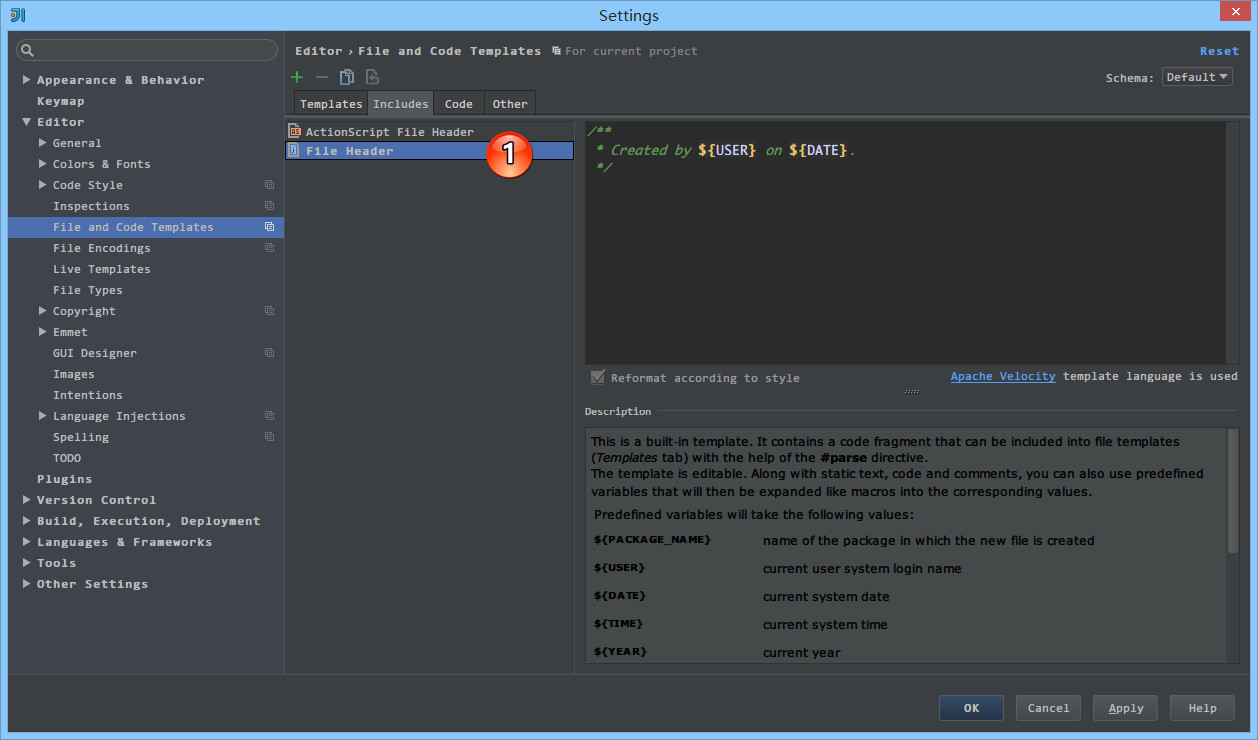 Settings
Editor › File and Code Templates For current project Reset
Schema: Default
Templates Includes Code Other
Appearance & Behavior
Keymap
Editor
General
Colors & Fonts
Code Style
Inspections
File and Code Templates
File Encodings
Live Templates
File Types
Copyright
Emmet
GUI Designer
Images
Intentions
Language Injections
Spelling
TODO
Plugins
Version Control
Build, Execution, Deployment
Languages & Frameworks
Tools
Other Settings
ActionScript File Header
File Header
1
/**
* Created by ${USER} on ${DATE}.
*/
Reformat according to style
Apache Velocity template language is used
Description
This is a built-in template. It contains a code fragment that can be included into file templates
(Templates tab) with the help of the #parse directive.
The template is editable. Along with static text, code and comments, you can also use predefined
variables that will then be expanded like macros into the corresponding values.
Predefined variables will take the following values:
${PACKAGE_NAME} name of the package in which the new file is created
${USER} current user system login name
${DATE} current system date
${TIME} current system time
${YEAR} current year
OK Cancel Apply Help